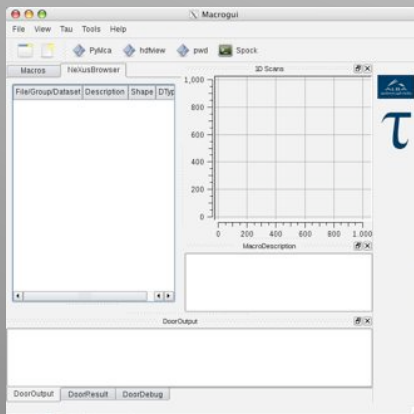 Macrogui
File View Tau Tools Help
PyMca hdfview pwd Spock
Macros NeXusBrowser
File/Group/Dataset Description Shape DTyp
1D Scans
1,000
800
600
400
200
0
0 200 400 600 800 1.000
MacroDescription
DoorOutput
DoorOutput DoorResult DoorDebug
ALBA
τ